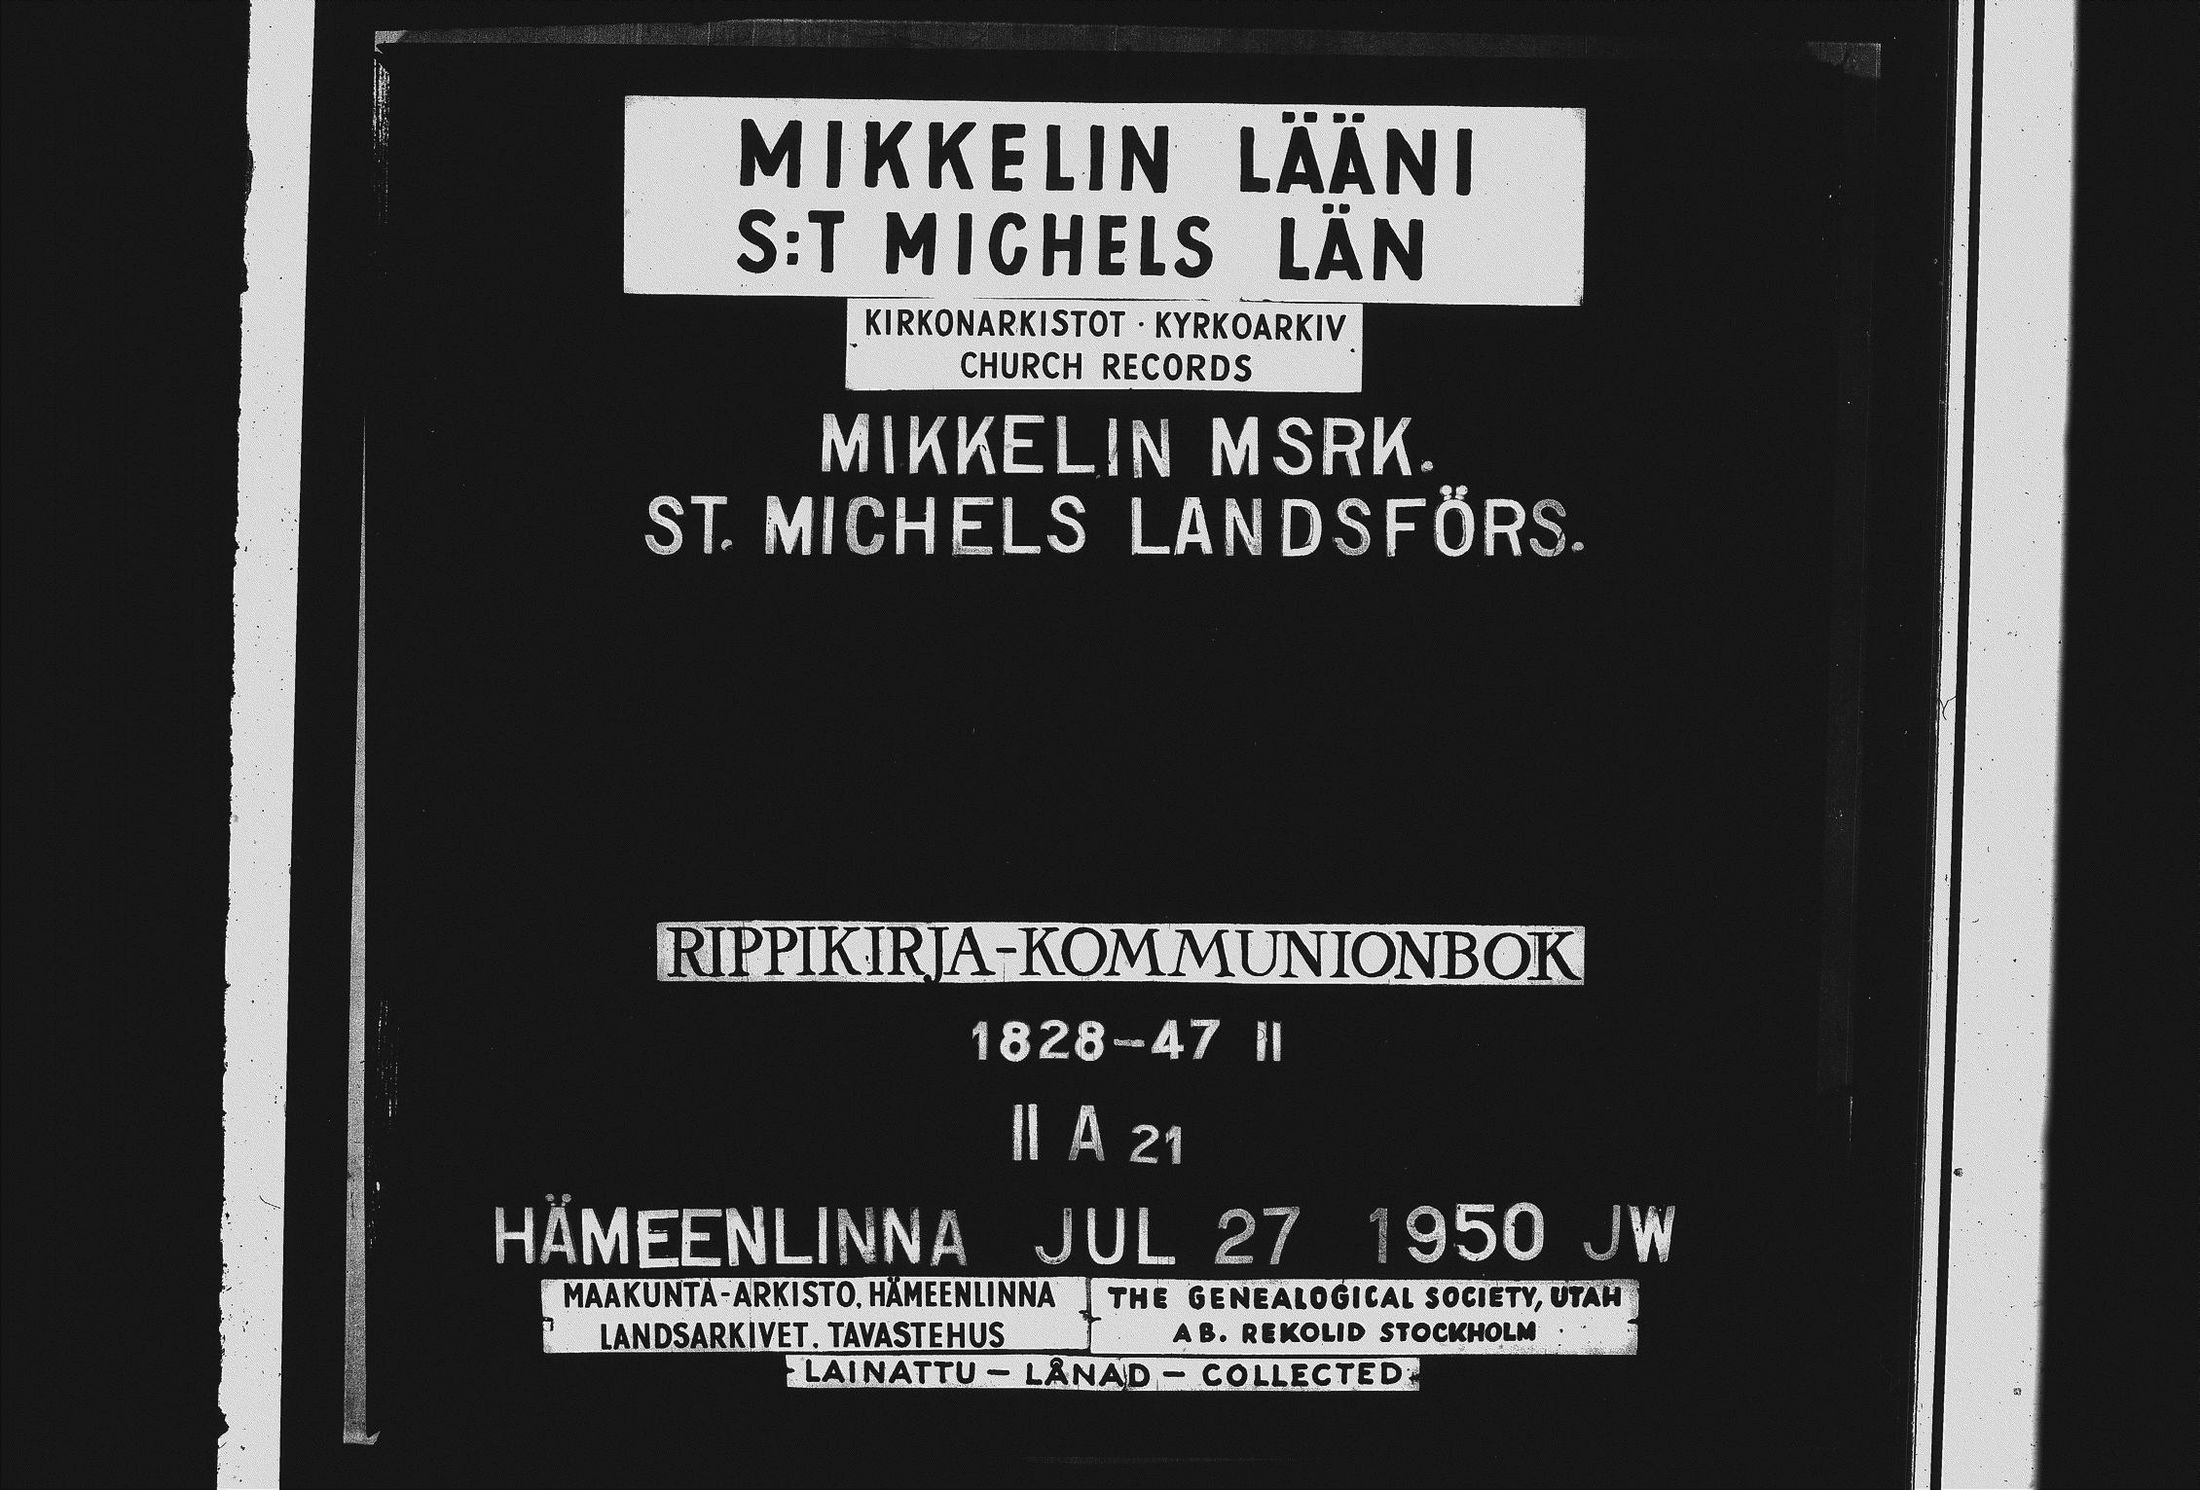 MIKKELIN LÄÄNI
S:T MICHELS LÄN
KIRKONARKISTOT · KYRKOARKIV
CHURCH RECORDS
MIKKELIN MSRK.
ST. MICHELS LANDSFÖRS.
RIPPIKIRJA-KOMMUNIONBOK
1828-47 II
II A 21
HÄMEENLINNA JUL 27 1950 JW
MAAKUNTA-ARKISTO, HÄMEENLINNA
LANDSARKIVET, TAVASTEHUS
THE GENEALOGICAL SOCIETY, UTAH
AB. REKOLID STOCKHOLM
LAINATTU - LÅNAD - COLLECTED